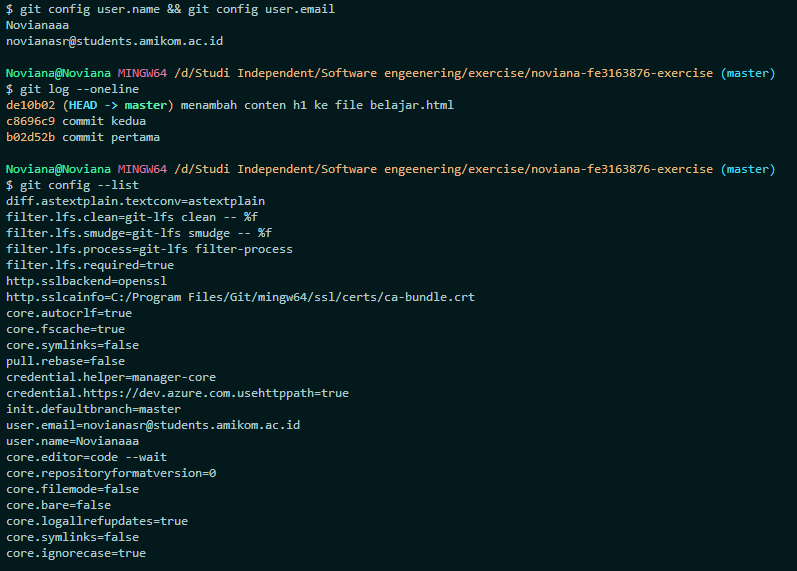 $ git config user.name && git config user.email
Novianaaa
novianasr@students.amikom.ac.id
Noviana@Noviana MINGW64 /d/Studi Independent/Software engeenering/exercise/noviana-fe3163876-exercise (master)
$ git log --oneline
de10b02 (HEAD -> master) menambah conten h1 ke file belajar.html
c8696c9 commit kedua
b02d52b commit pertama
Noviana@Noviana MINGW64 /d/Studi Independent/Software engeenering/exercise/noviana-fe3163876-exercise (master)
$ git config --list
diff.astextplain.textconv=astextplain
filter.lfs.clean=git-lfs clean -- %f
filter.lfs.smudge=git-lfs smudge -- %f
filter.lfs.process=git-lfs filter-process
filter.lfs.required=true
http.sslbackend=openssl
http.sslcainfo=C:/Program Files/Git/mingw64/ssl/certs/ca-bundle.crt
core.autocrlf=true
core.fscache=true
core.symlinks=false
pull.rebase=false
credential.helper=manager-core
credential.https://dev.azure.com.usehttppath=true
init.defaultbranch=master
user.email=novianasr@students.amikom.ac.id
user.name=Novianaaa
core.editor=code --wait
core.repositoryformatversion=0
core.filemode=false
core.bare=false
core.logallrefupdates=true
core.symlinks=false
core.ignorecase=true